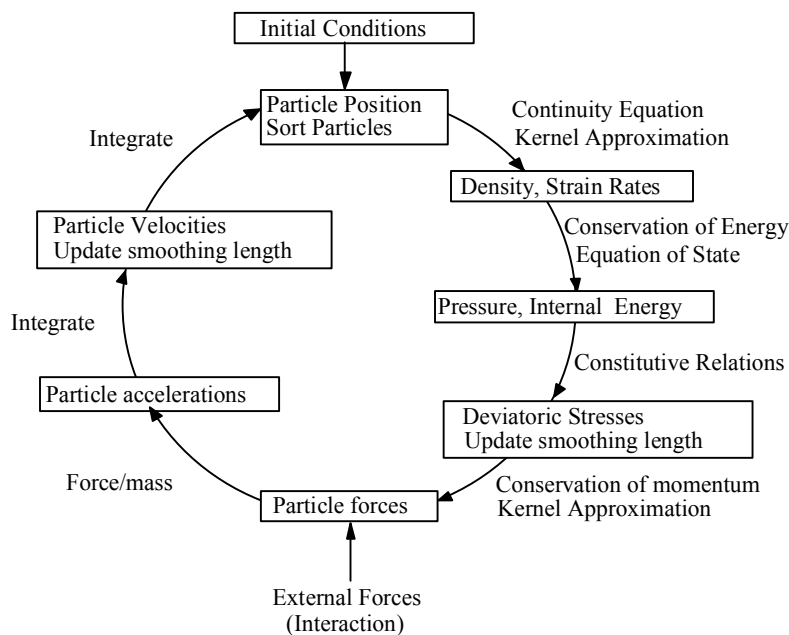 Initial Conditions
Particle Position
Sort Particles
Continuity Equation
Kernel Approximation
Density, Strain Rates
Conservation of Energy
Equation of State
Pressure, Internal Energy
Constitutive Relations
Deviatoric Stresses
Update smoothing length
Conservation of momentum
Kernel Approximation
Particle forces
External Forces
(Interaction)
Force/mass
Particle accelerations
Integrate
Particle Velocities
Update smoothing length
Integrate